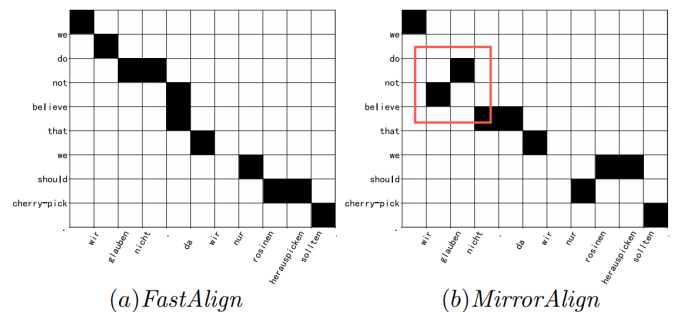 we
do
not
believe
that
we
should
cherry-pick
.
wir
glauben
nicht
,
da
wir
nur
rosinen
herauspicken
sollten
.
(a)FastAlign
we
do
not
believe
that
we
should
cherry-pick
.
wir
glauben
nicht
,
da
wir
nur
rosinen
herauspicken
sollten
.
(b)MirrorAlign